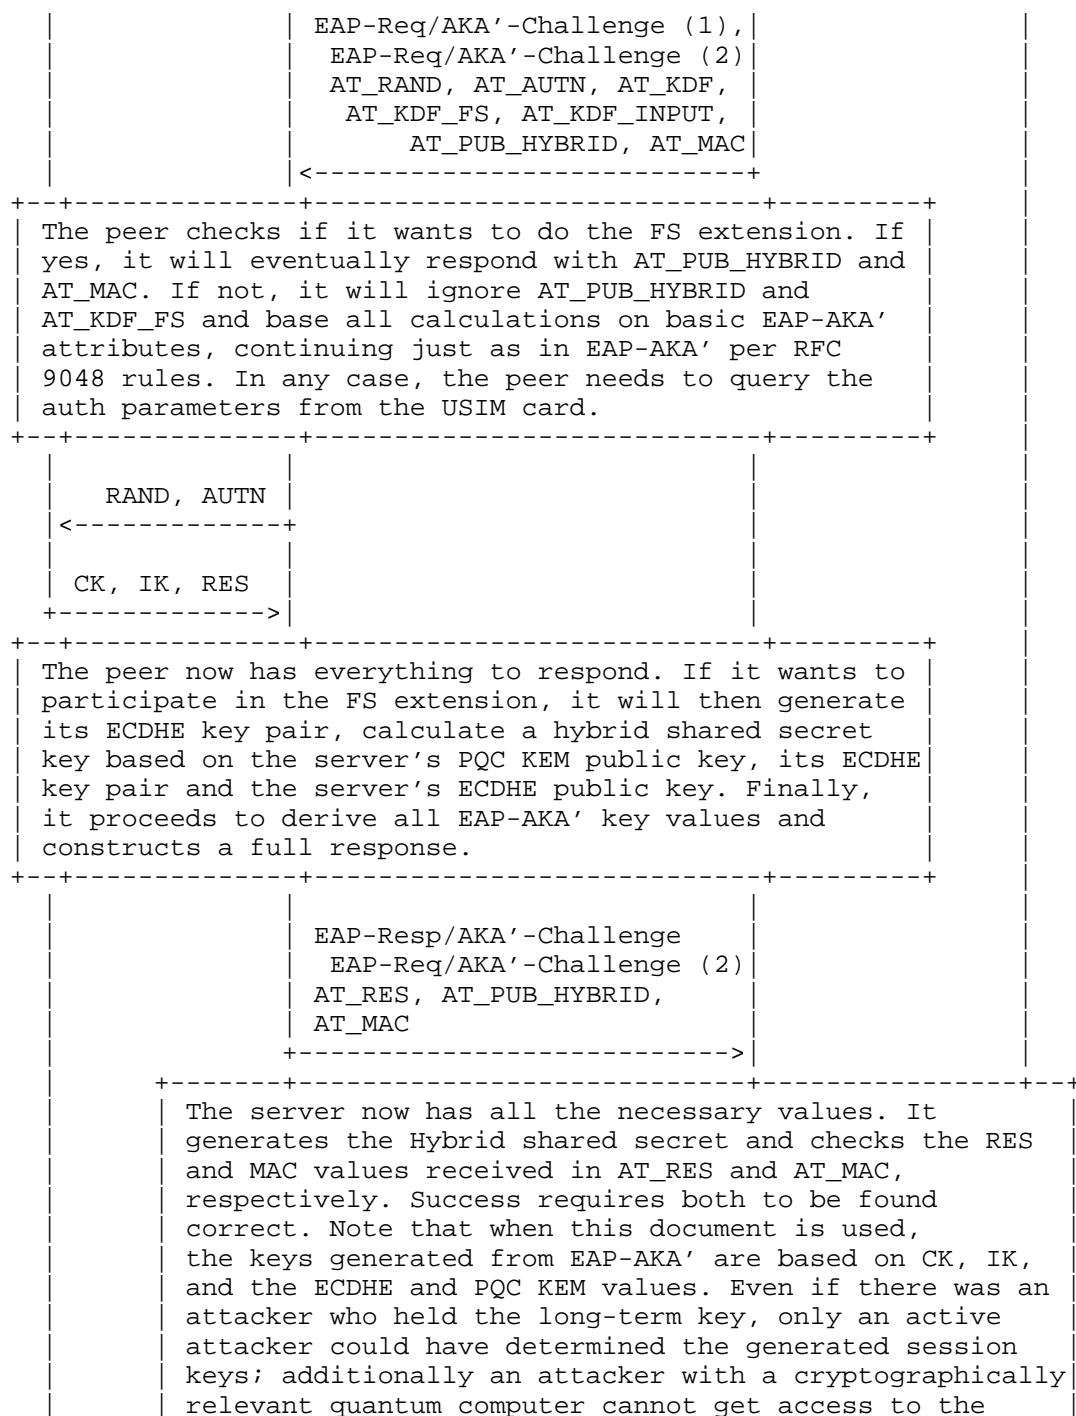 EAP-Req/AKA'-Challenge (1),
EAP-Req/AKA'-Challenge (2)
AT_RAND, AT_AUTN, AT_KDF,
AT_KDF_FS, AT_KDF_INPUT,
AT_PUB_HYBRID, AT_MAC
The peer checks if it wants to do the FS extension. If
yes, it will eventually respond with AT_PUB_HYBRID and
AT_MAC. If not, it will ignore AT_PUB_HYBRID and
AT_KDF_FS and base all calculations on basic EAP-AKA'
attributes, continuing just as in EAP-AKA' per RFC
9048 rules. In any case, the peer needs to query the
auth parameters from the USIM card.
RAND, AUTN
CK, IK, RES
The peer now has everything to respond. If it wants to
participate in the FS extension, it will then generate
its ECDHE key pair, calculate a hybrid shared secret
key based on the server's PQC KEM public key, its ECDHE
key pair and the server's ECDHE public key. Finally,
it proceeds to derive all EAP-AKA' key values and
constructs a full response.
EAP-Resp/AKA'-Challenge
EAP-Req/AKA'-Challenge (2)
AT_RES, AT_PUB_HYBRID,
AT_MAC
The server now has all the necessary values. It
generates the Hybrid shared secret and checks the RES
and MAC values received in AT_RES and AT_MAC,
respectively. Success requires both to be found
correct. Note that when this document is used,
the keys generated from EAP-AKA' are based on CK, IK,
and the ECDHE and PQC KEM values. Even if there was an
attacker who held the long-term key, only an active
attacker could have determined the generated session
keys; additionally an attacker with a cryptographically
relevant quantum computer cannot get access to the